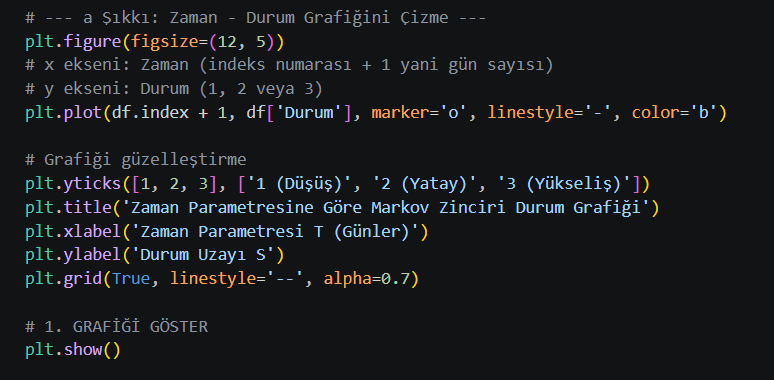 # --- a Şıkkı: Zaman - Durum Grafiğini Çizme ---
plt.figure(figsize=(12, 5))
# x ekseni: Zaman (indeks numarası + 1 yani gün sayısı)
# y ekseni: Durum (1, 2 veya 3)
plt.plot(df.index + 1, df['Durum'], marker='o', linestyle='-', color='b')
# Grafiği güzelleştirme
plt.yticks([1, 2, 3], ['1 (Düşüş)', '2 (Yatay)', '3 (Yükseliş)'])
plt.title('Zaman Parametresine Göre Markov Zinciri Durum Grafiği')
plt.xlabel('Zaman Parametresi T (Günler)')
plt.ylabel('Durum Uzayı S')
plt.grid(True, linestyle='--', alpha=0.7)
# 1. GRAFİĞİ GÖSTER
plt.show()